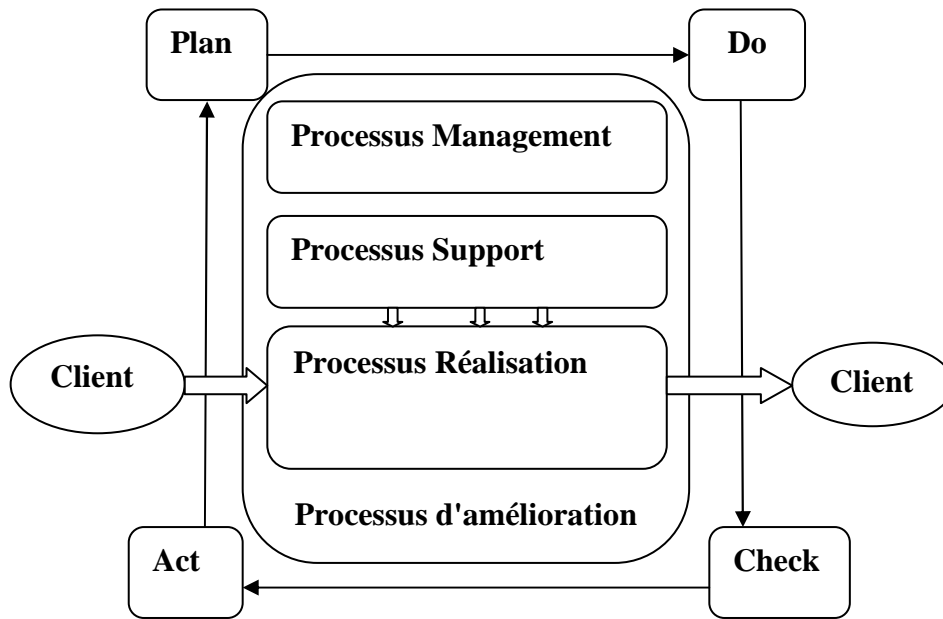 Plan
Do
Processus Management
Processus Support
Processus Réalisation
Client
Client
Processus d'amélioration
Act
Check